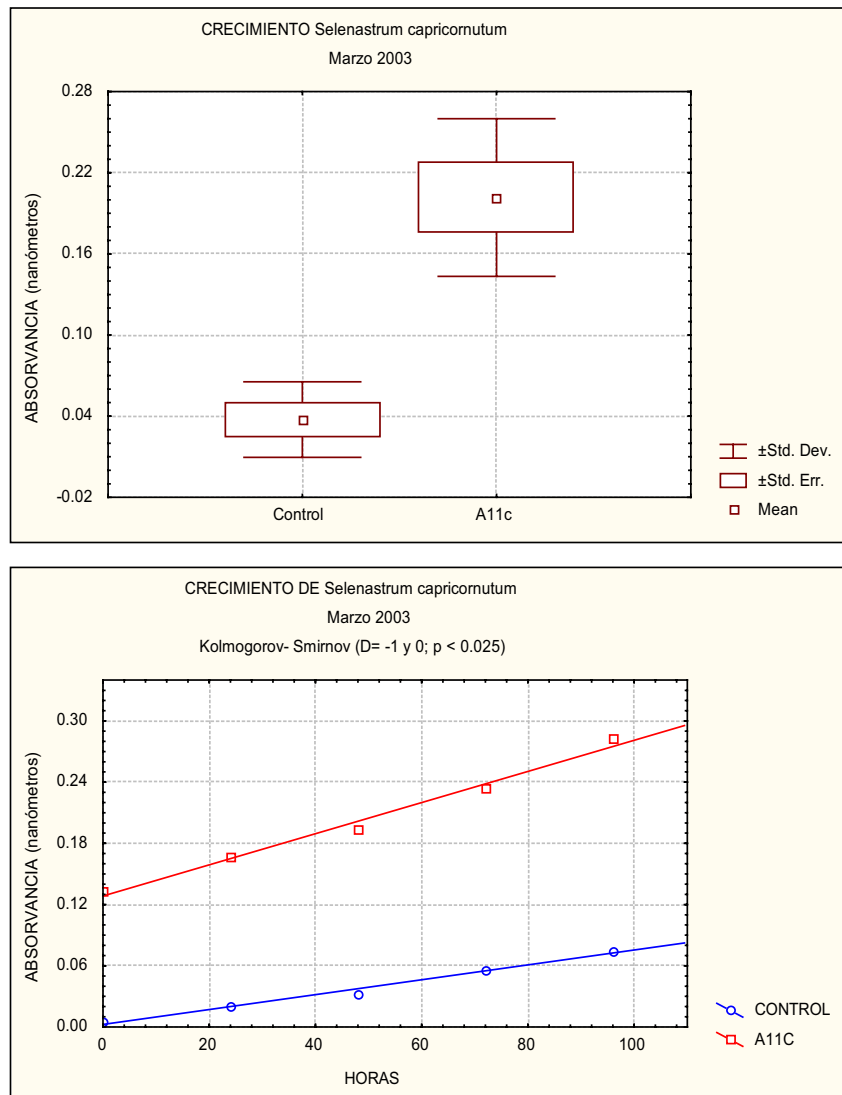 CRECIMIENTO Selenastrum capricornutum
Marzo 2003
ABSORVANCIA (nanómetros)
0.28
0.22
0.16
0.10
0.04
-0.02
Control
A11c
±Std. Dev.
±Std. Err.
Mean
CRECIMIENTO DE Selenastrum capricornutum
Marzo 2003
Kolmogorov- Smirnov (D= -1 y 0; p < 0.025)
ABSORVANCIA (nanómetros)
0.30
0.24
0.18
0.12
0.06
0.00
0
20
40
60
80
100
HORAS
CONTROL
A11C